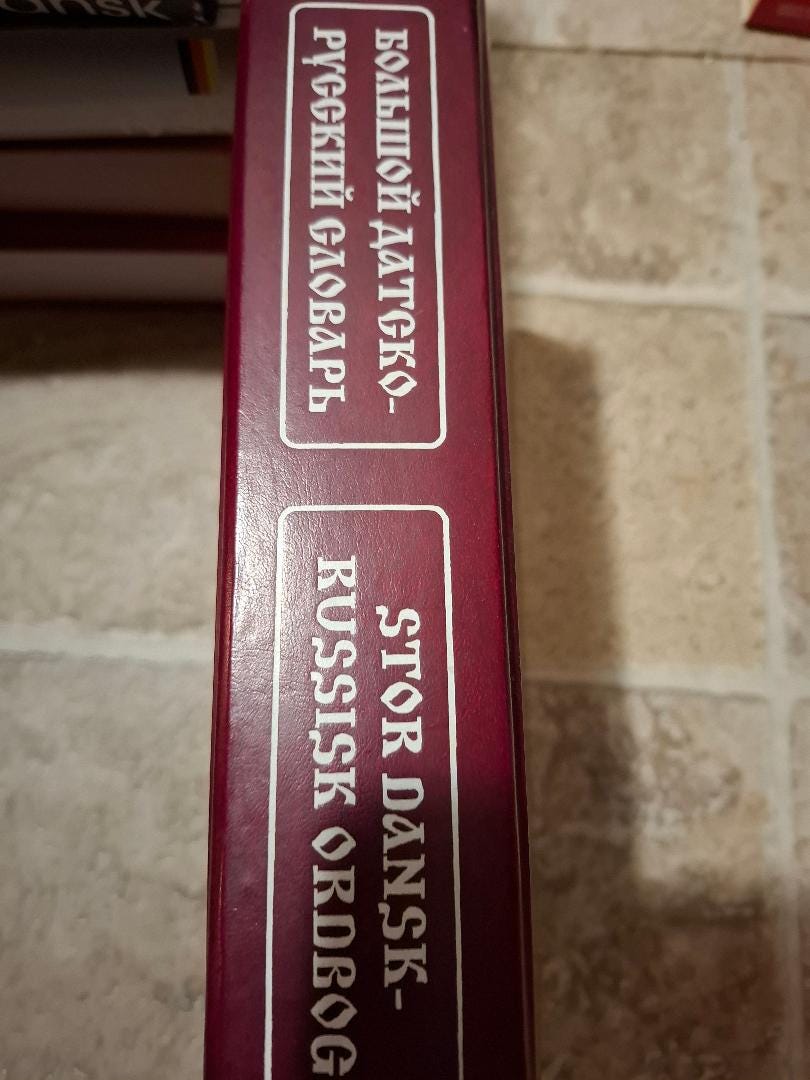 БОЛЬШОЙ ДАТСКО-
РУССКИЙ СЛОВАРЬ
STOR DANSK-
RUSSISK ORDBOG